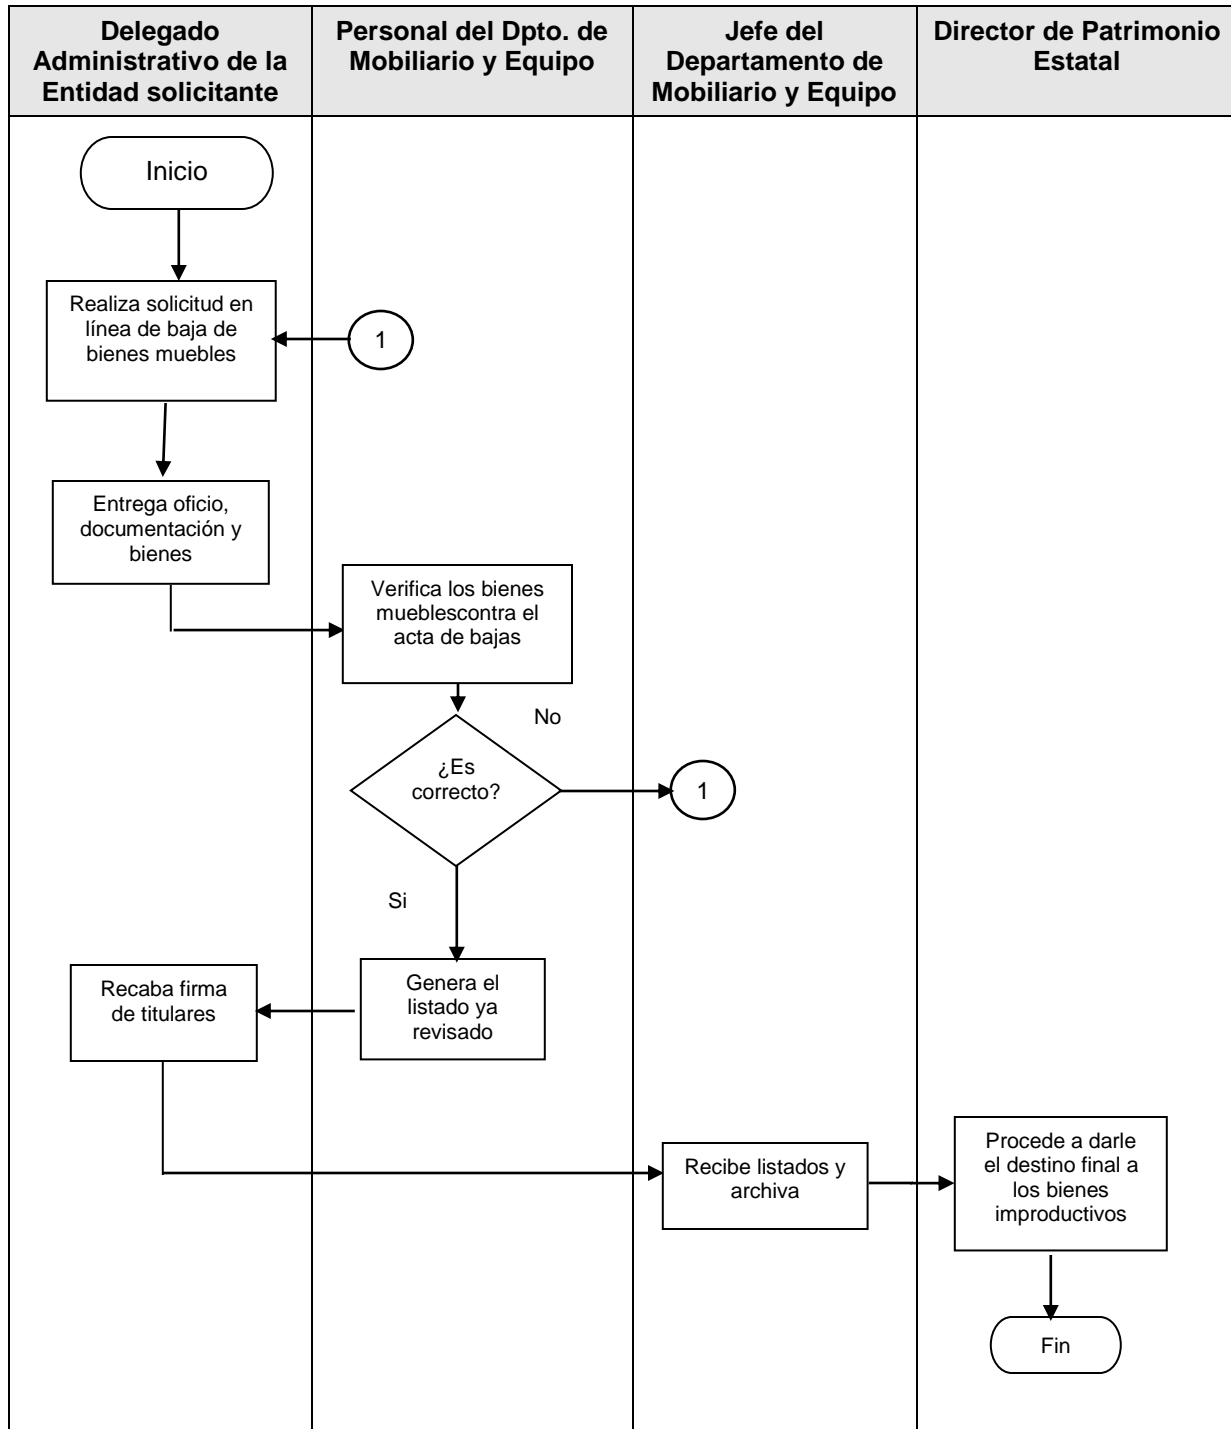 Delegado
Administrativo de la
Entidad solicitante
Personal del Dpto. de
Mobiliario y Equipo
Jefe del
Departamento de
Mobiliario y Equipo
Director de Patrimonio
Estatal
Inicio
Realiza solicitud en
línea de baja de
bienes muebles
1
Entrega oficio,
documentación y
bienes
Verifica los bienes
mueblescontra el
acta de bajas
No
¿Es
correcto?
1
Si
Genera el
listado ya
revisado
Recaba firma
de titulares
Recibe listados y
archiva
Procede a darle
el destino final a
los bienes
improductivos
Fin